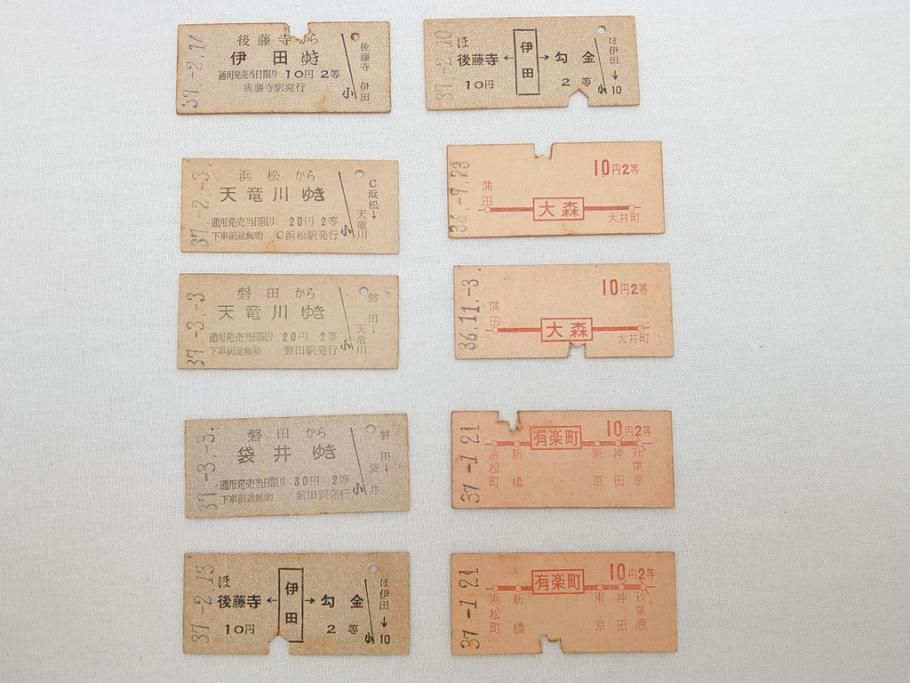 37.-2.10
後藤寺から
伊田ゆき
通用発売当日限り 10円 2等
後藤寺駅発行
小
後藤寺
伊田
37.-2.10
ほ
後藤寺←伊田→勾金
10円 2等
小
ほ伊田→10
37.-2.-3.
浜松から
天竜川ゆき
通用発売当日限り 20円 2等
下車前途無効 C浜松駅発行
小
C浜松→天竜川
36.-9.23
10円2等
蒲田
大森
大井町
37.-3.-3
磐田から
天竜川ゆき
通用発売当日限り 20円 2等
下車前途無効 磐田駅発行
小
磐田→天竜川
36.11.-3.
10円2等
蒲田
大森
大井町
37.-3.-3.
磐田から
袋井ゆき
通用発売当日限り 30円 2等
下車前途無効 磐田駅発行
小
磐田→袋井
37.-1.21
10円2等
有楽町
浜松町 新橋 東京 神田 秋葉原
37-2.13
ほ
後藤寺←伊田→勾金
10円 2等
小
ほ伊田→10
37-1.21
10円2等
有楽町
浜松町 新橋 東京 神田 秋葉原